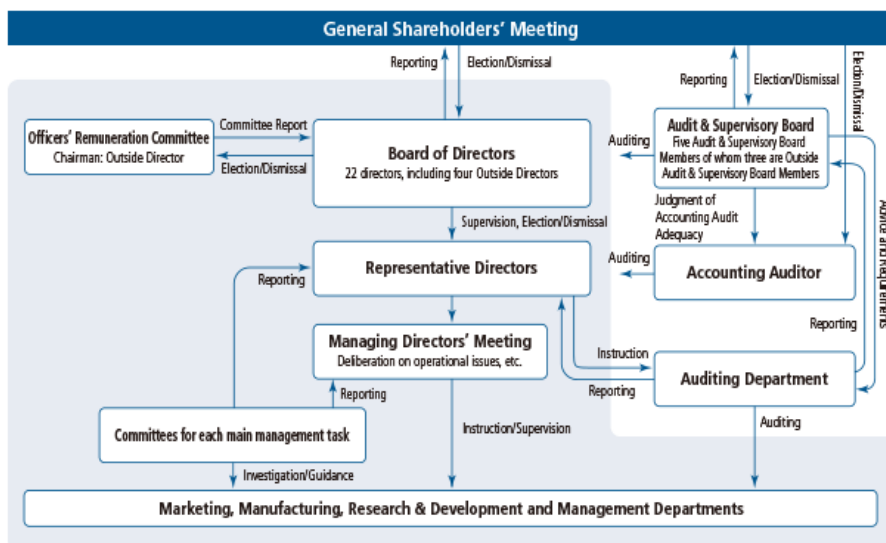 General Shareholders' Meeting
Reporting
Election/Dismissal
Reporting
Election/Dismissal
Election/Dismissal
Officers' Remuneration Committee
Chairman: Outside Director
Committee Report
Election/Dismissal
Board of Directors
22 directors, including four Outside Directors
Auditing
Audit & Supervisory Board
Five Audit & Supervisory Board
Members of whom three are Outside
Audit & Supervisory Board Members
Supervision, Election/Dismissal
Judgment of
Accounting Audit
Adequacy
Advice and Requirements
Reporting
Representative Directors
Auditing
Accounting Auditor
Managing Directors' Meeting
Deliberation on operational issues, etc.
Reporting
Instruction
Reporting
Auditing Department
Reporting
Committees for each main management task
Instruction/Supervision
Auditing
Investigation/Guidance
Marketing, Manufacturing, Research & Development and Management Departments